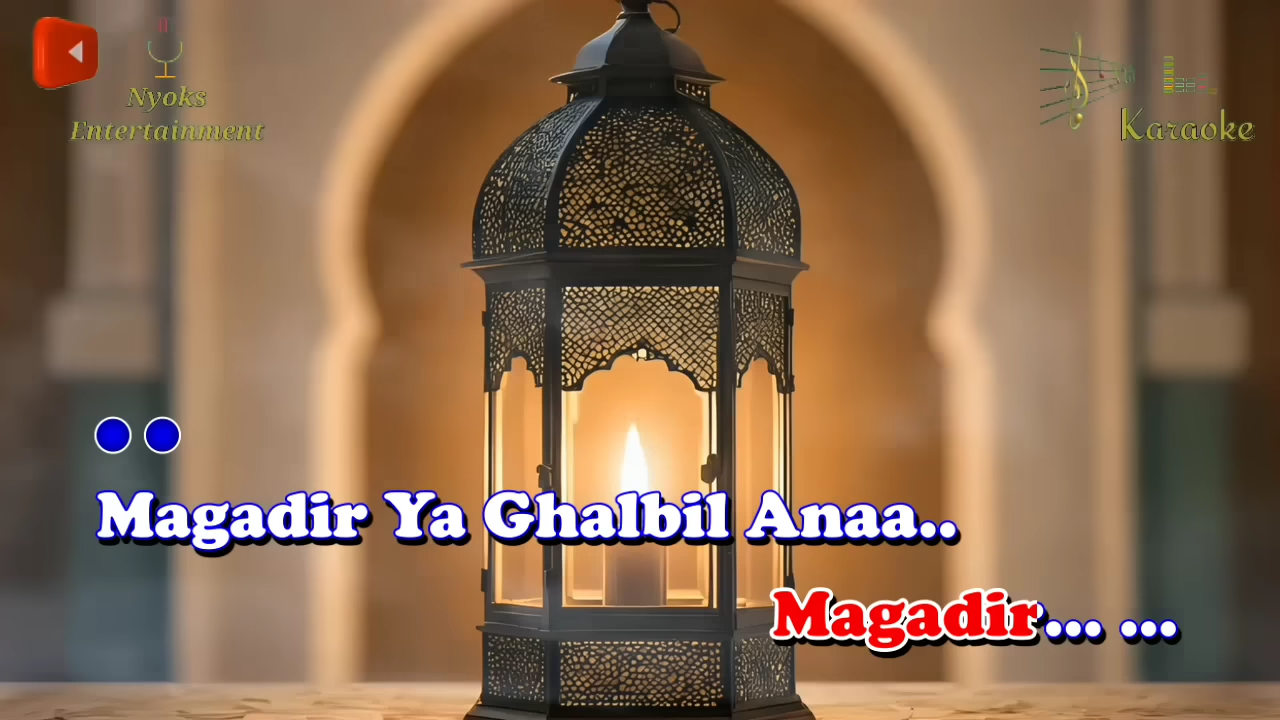 Nyoks
Entertainment
Karaoke
Magadir Ya Ghalbil Anaa..
Magadir... ...